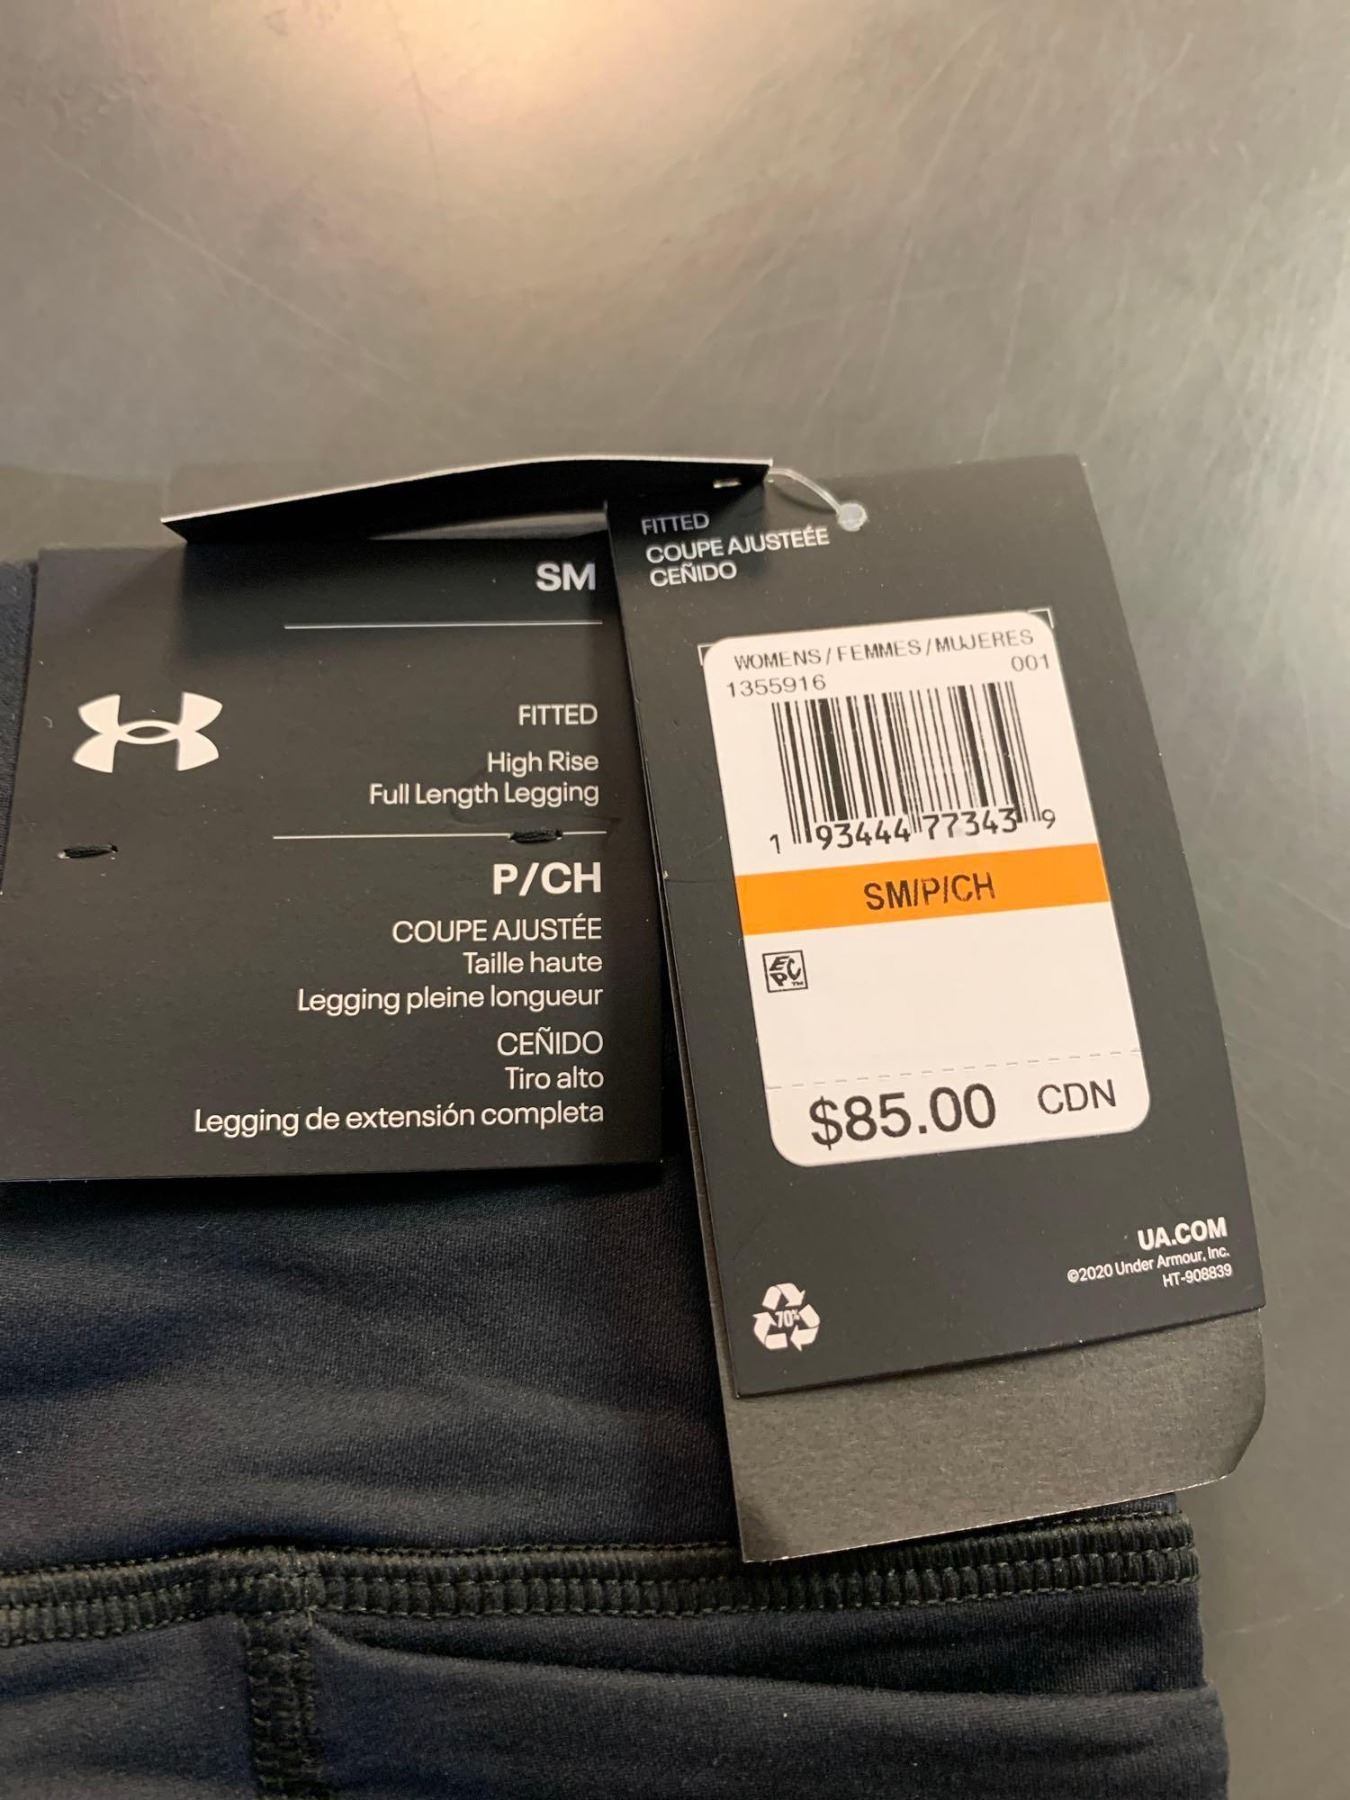 SM
FITTED
High Rise
Full Length Legging
P/CH
COUPE AJUSTÉE
Taille haute
Legging pleine longueur
CEÑIDO
Tiro alto
Legging de extensión completa
FITTED
COUPE AJUSTEÉE
CEÑIDO
WOMENS / FEMMES / MUJERES
1355916 001
1 93444 77343 9
SM/P/CH
EPC™
$85.00 CDN
UA.COM
©2020 Under Armour, Inc.
HT-908839
70%